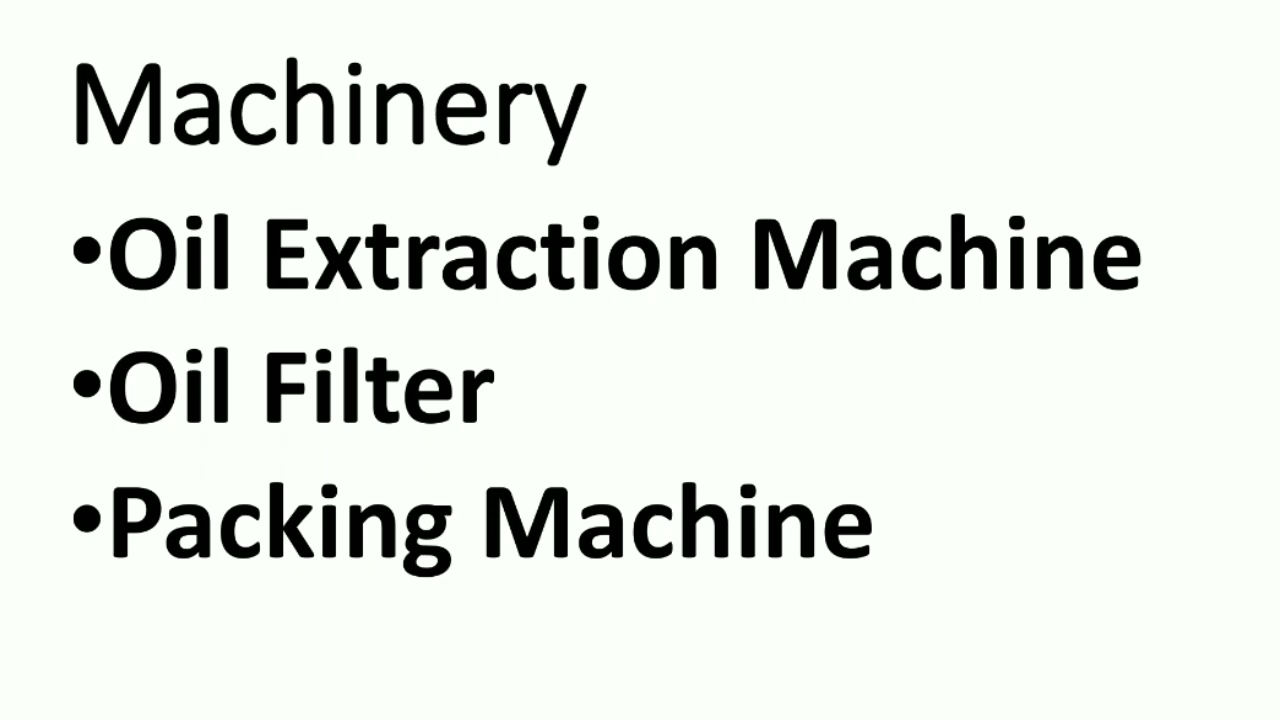 Machinery
•Oil Extraction Machine
•Oil Filter
•Packing Machine